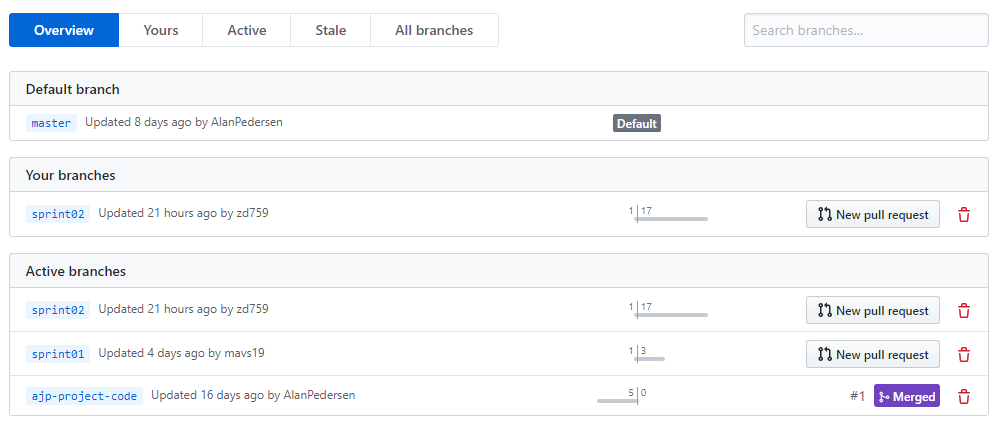 Overview Yours Active Stale All branches Search branches...
Default branch
master Updated 8 days ago by AlanPedersen Default
Your branches
sprint02 Updated 21 hours ago by zd759 1 17 New pull request
Active branches
sprint02 Updated 21 hours ago by zd759 1 17 New pull request
sprint01 Updated 4 days ago by mavs19 1 3 New pull request
ajp-project-code Updated 16 days ago by AlanPedersen 5 0 #1 Merged